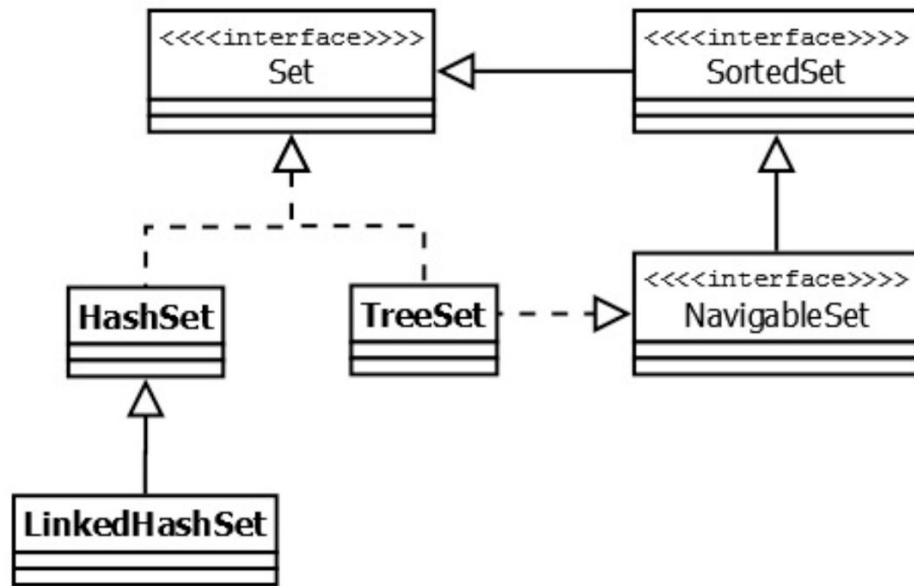 <<<<interface>>>>
Set
<<<<interface>>>>
SortedSet
HashSet
TreeSet
<<<<interface>>>>
NavigableSet
LinkedHashSet